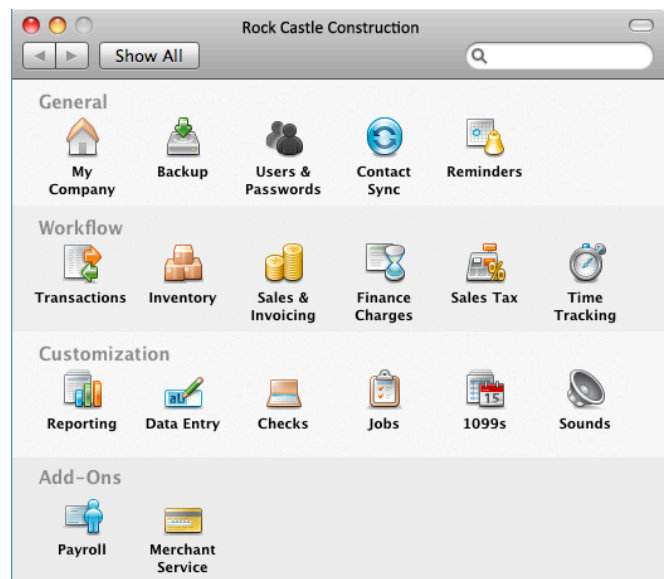 Rock Castle Construction
Show All
General
My Company
Backup
Users & Passwords
Contact Sync
Reminders
Workflow
Transactions
Inventory
Sales & Invoicing
Finance Charges
Sales Tax
Time Tracking
Customization
Reporting
Data Entry
Checks
Jobs
1099s
Sounds
Add-Ons
Payroll
Merchant Service